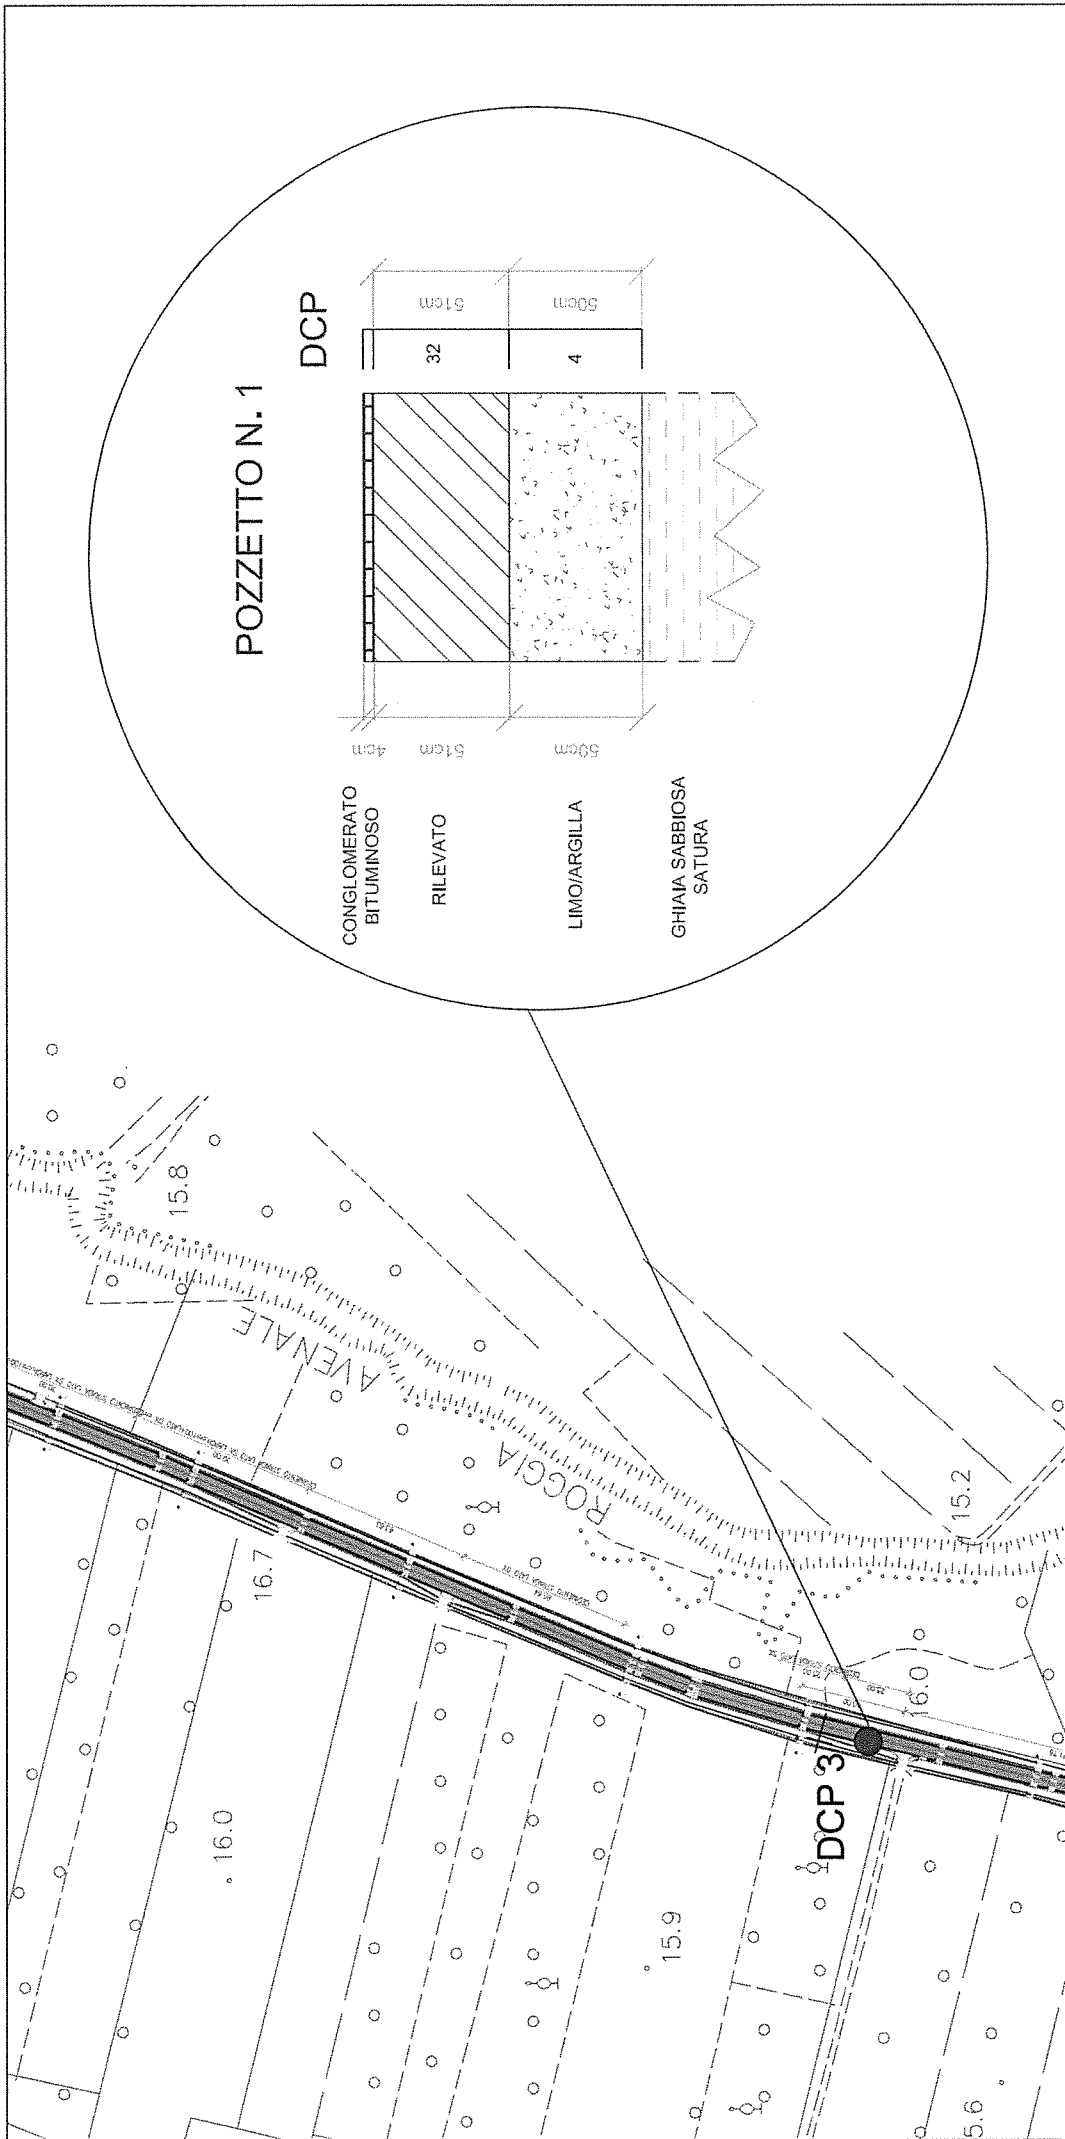 POZZETTO N. 1
DCP
CONGLOMERATO
BITUMINOSO
4cm
RILEVATO
51cm
32
51cm
LIMO/ARGILLA
50cm
4
50cm
GHIAIA SABBIOSA
SATURA
15.8
AVENALE
ROGGIA
16.7
15.2
16.0
16.0
DCP 3
15.9
5.6